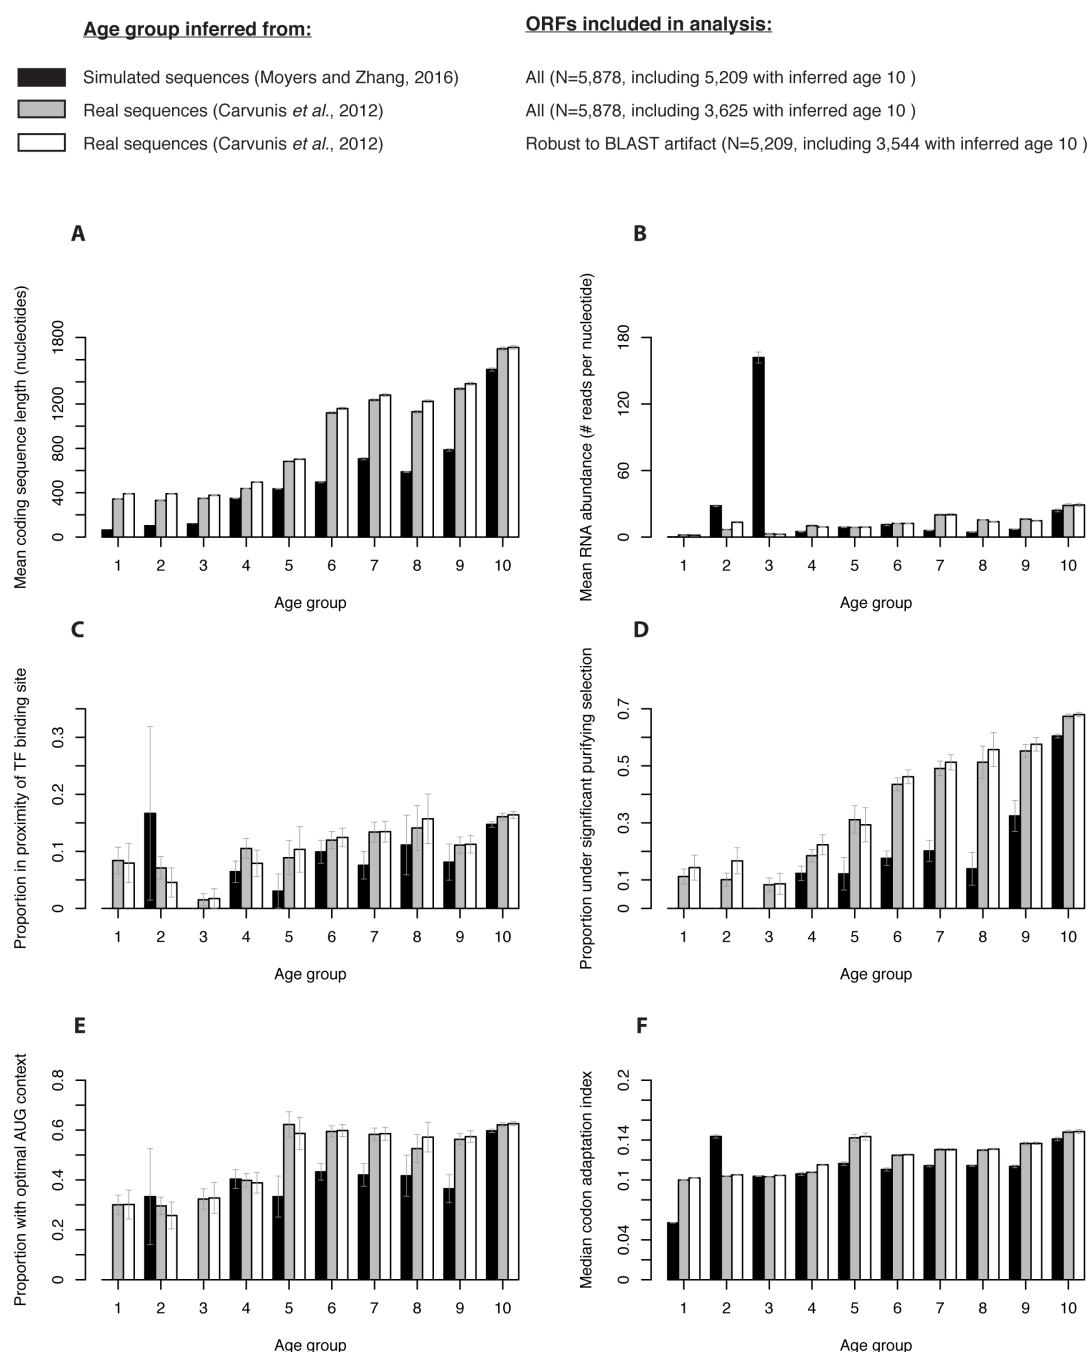 Age group inferred from:
ORFs included in analysis:
Simulated sequences (Moyers and Zhang, 2016)
All (N=5,878, including 5,209 with inferred age 10 )
Real sequences (Carvunis et al., 2012)
All (N=5,878, including 3,625 with inferred age 10 )
Real sequences (Carvunis et al., 2012)
Robust to BLAST artifact (N=5,209, including 3,544 with inferred age 10 )
A
Mean coding sequence length (nucleotides)
0 400 800 1200 1800
1 2 3 4 5 6 7 8 9 10
Age group
B
Mean RNA abundance (# reads per nucleotide)
0 60 120 180
1 2 3 4 5 6 7 8 9 10
Age group
C
Proportion in proximity of TF binding site
0 0.1 0.2 0.3
1 2 3 4 5 6 7 8 9 10
Age group
D
Proportion under significant purifying selection
0 0.1 0.3 0.5 0.7
1 2 3 4 5 6 7 8 9 10
Age group
E
Proportion with optimal AUG context
0 0.2 0.4 0.6 0.8
1 2 3 4 5 6 7 8 9 10
Age group
F
Median codon adaptation index
0 0.04 0.1 0.14 0.2
1 2 3 4 5 6 7 8 9 10
Age group